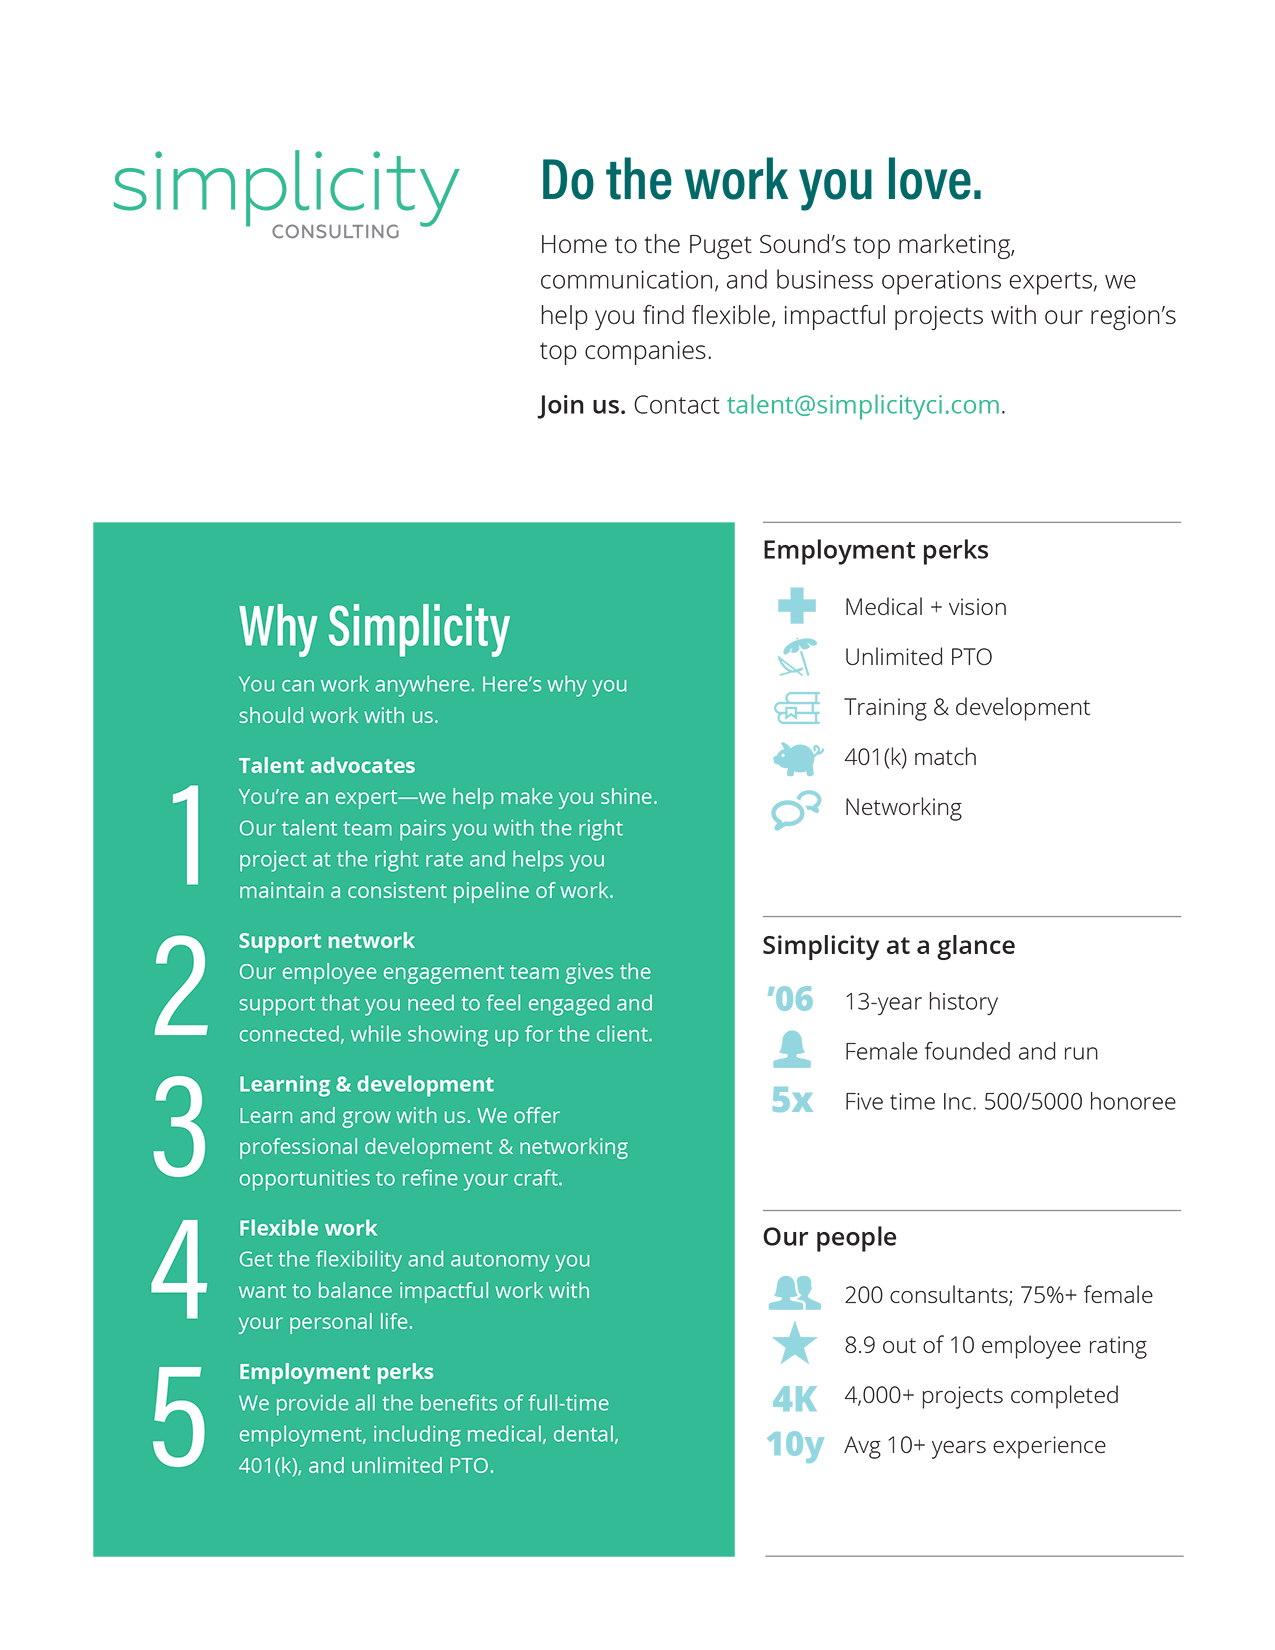 simplicity
CONSULTING
Do the work you love.
Home to the Puget Sound’s top marketing,
communication, and business operations experts, we
help you find flexible, impactful projects with our region’s
top companies.
Join us. Contact talent@simplicityci.com.
Why Simplicity
You can work anywhere. Here’s why you
should work with us.
1
Talent advocates
You’re an expert—we help make you shine.
Our talent team pairs you with the right
project at the right rate and helps you
maintain a consistent pipeline of work.
2
Support network
Our employee engagement team gives the
support that you need to feel engaged and
connected, while showing up for the client.
3
Learning & development
Learn and grow with us. We offer
professional development & networking
opportunities to refine your craft.
4
Flexible work
Get the flexibility and autonomy you
want to balance impactful work with
your personal life.
5
Employment perks
We provide all the benefits of full-time
employment, including medical, dental,
401(k), and unlimited PTO.
Employment perks
Medical + vision
Unlimited PTO
Training & development
401(k) match
Networking
Simplicity at a glance
’06 13-year history
Female founded and run
5x Five time Inc. 500/5000 honoree
Our people
200 consultants; 75%+ female
8.9 out of 10 employee rating
4K 4,000+ projects completed
10y Avg 10+ years experience